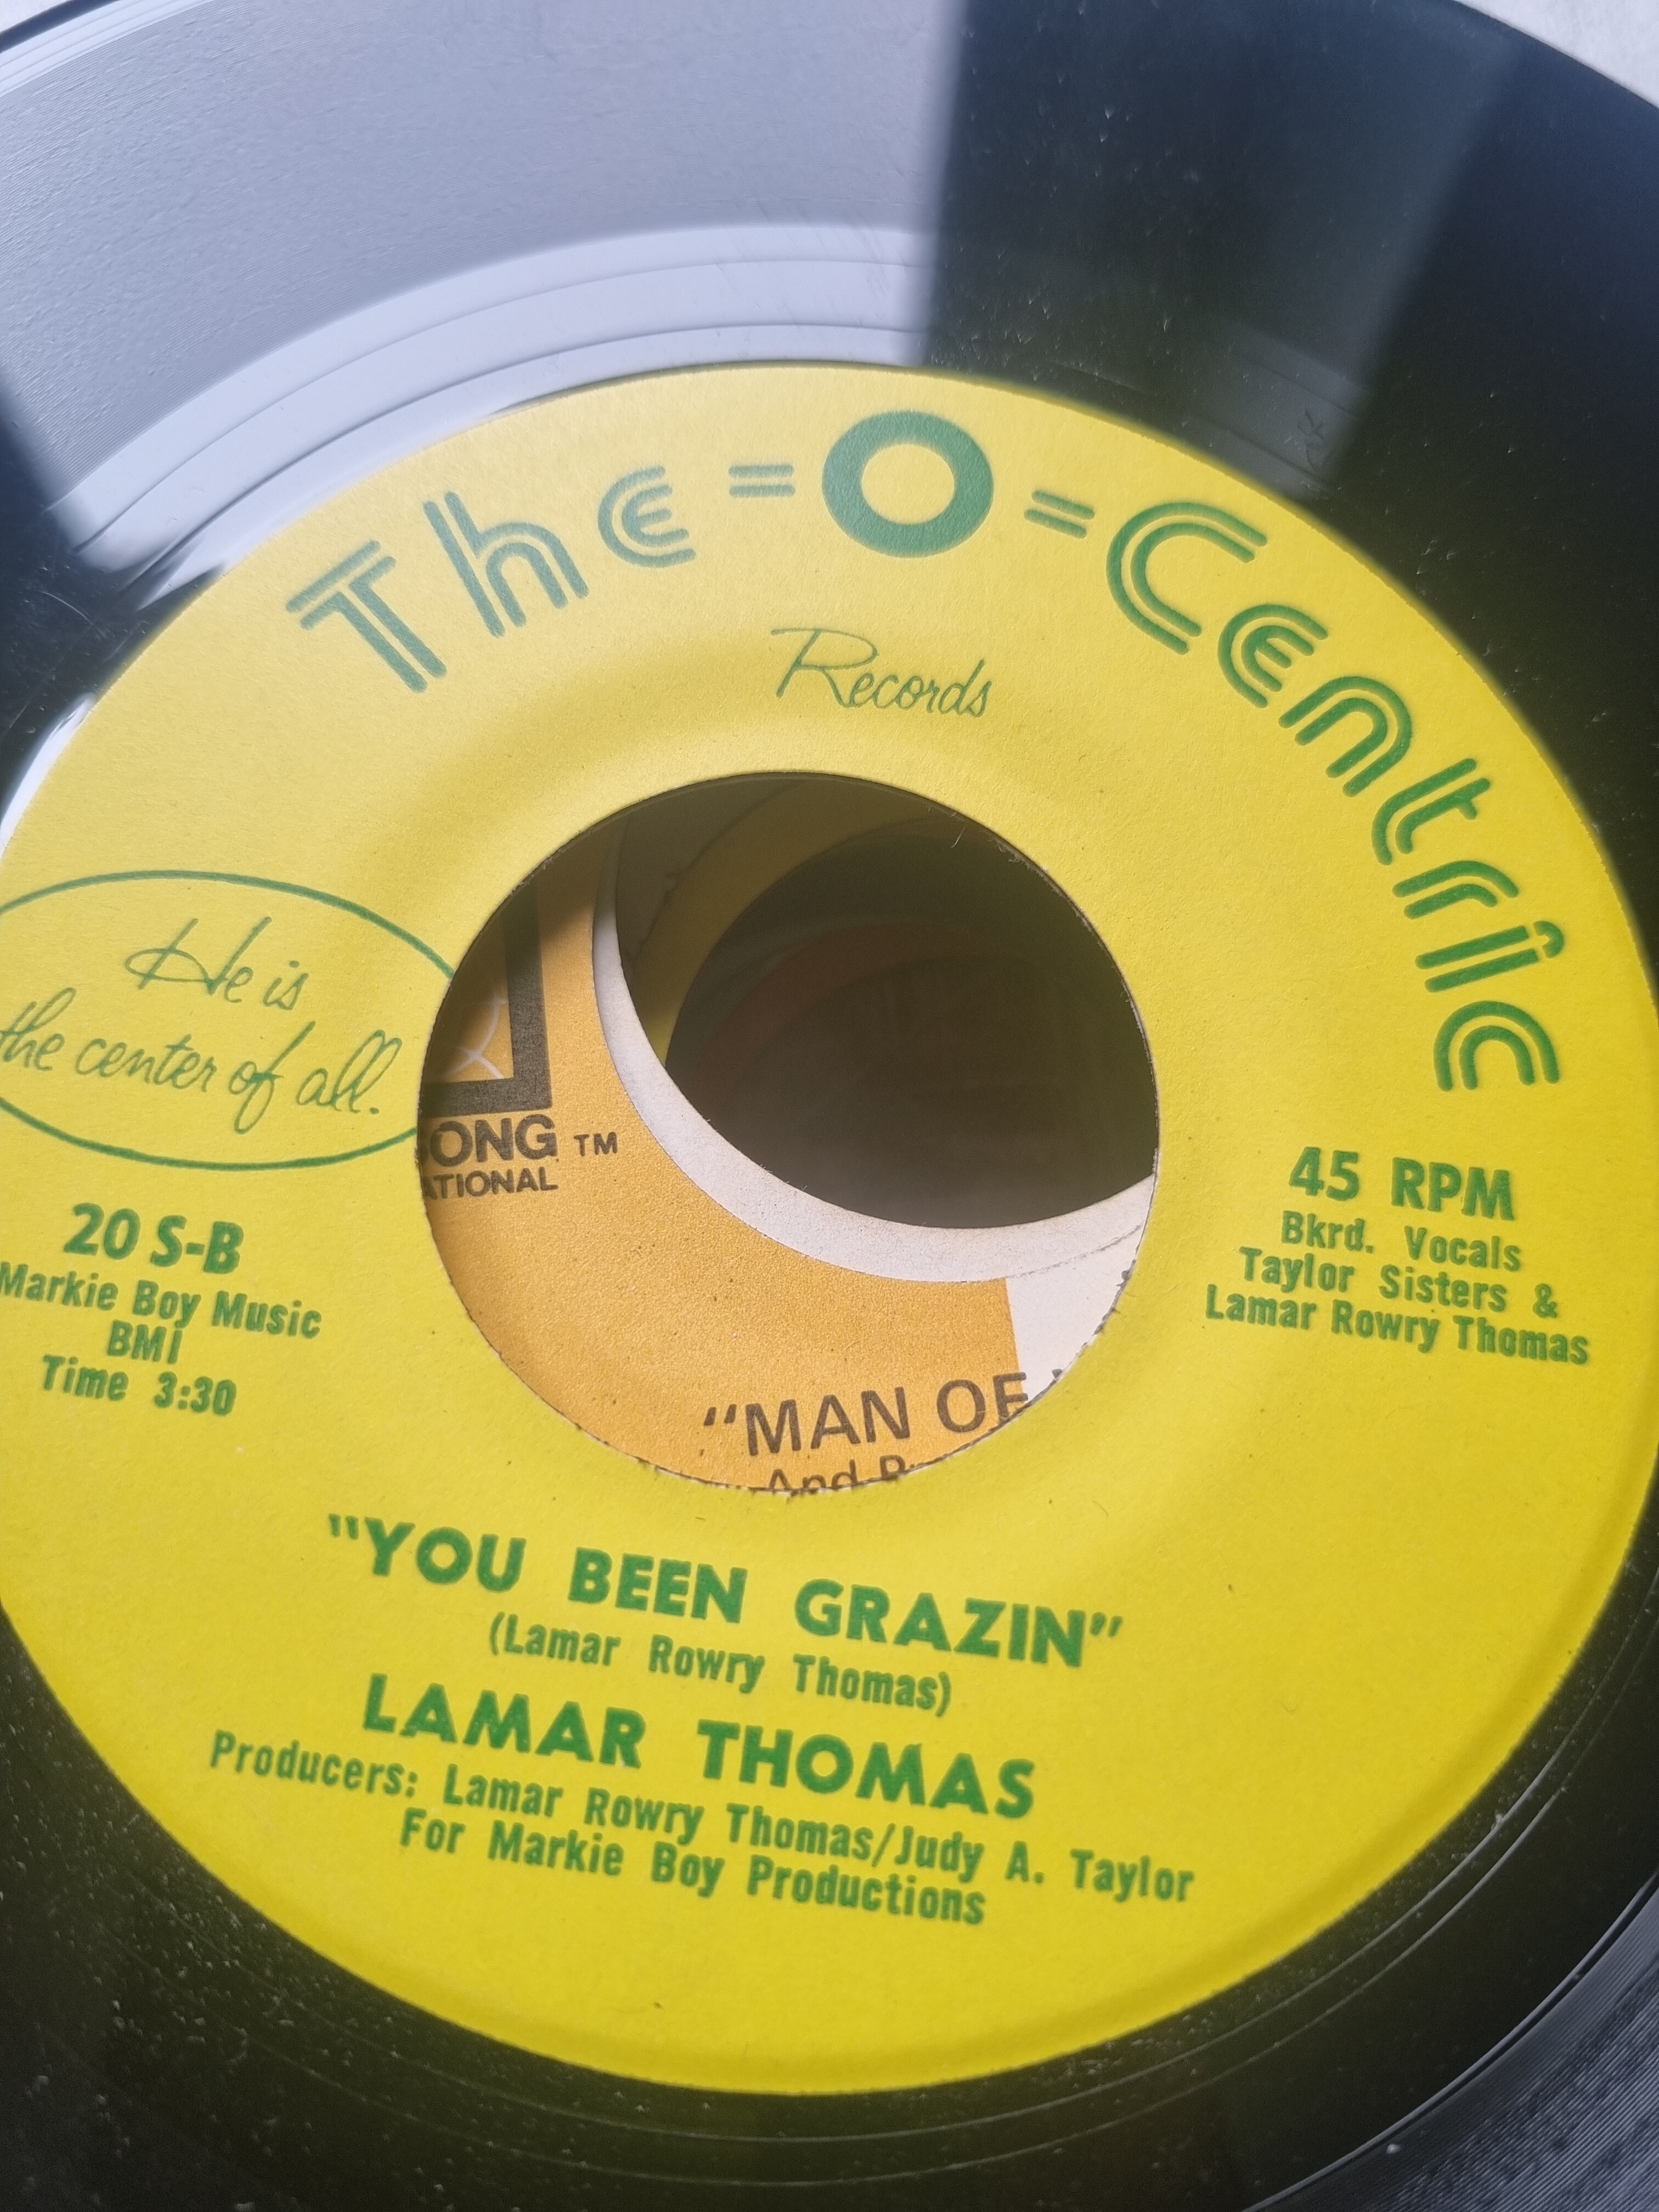 The=O=Centric
Records
He is
the center of all.
20 S-B
Markie Boy Music
BMI
Time 3:30
45 RPM
Bkrd. Vocals
Taylor Sisters &
Lamar Rowry Thomas
ONG TM
ATIONAL
"MAN OF
And
"YOU BEEN GRAZIN"
(Lamar Rowry Thomas)
LAMAR THOMAS
Producers: Lamar Rowry Thomas/Judy A. Taylor
For Markie Boy Productions